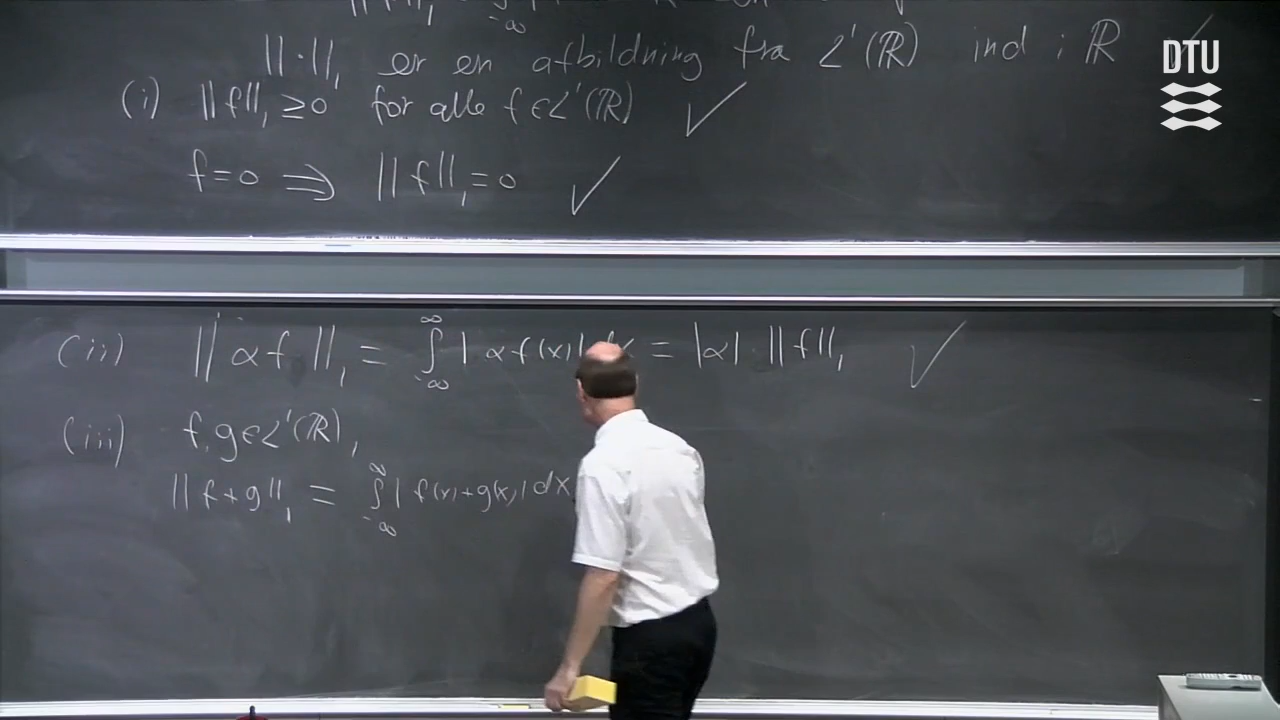 ||·||₁ er en afbildning fra L¹(ℝ) ind i ℝ ✓
DTU
(i) ||f||₁ ≥ 0 for alle f ∈ L¹(ℝ) ✓
f = 0 ⇒ ||f||₁ = 0 ✓
(ii) ||αf||₁ = ∫_{-∞}^{∞} |αf(x)| dx = |α| · ||f||₁ ✓
(iii) f, g ∈ L¹(ℝ),
||f+g||₁ = ∫_{-∞}^{∞} |f(x)+g(x)| dx